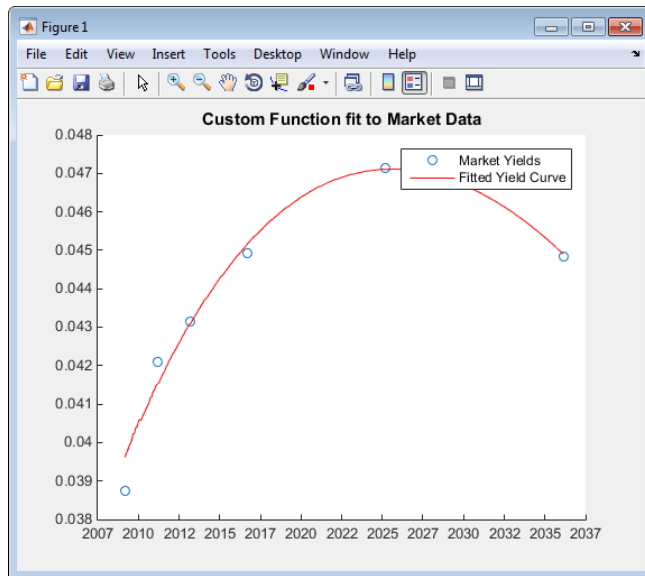 Figure 1
File Edit View Insert Tools Desktop Window Help
Custom Function fit to Market Data
0.048
0.047
0.046
0.045
0.044
0.043
0.042
0.041
0.04
0.039
0.038
Market Yields
Fitted Yield Curve
2007 2010 2012 2015 2017 2020 2022 2025 2027 2030 2032 2035 2037